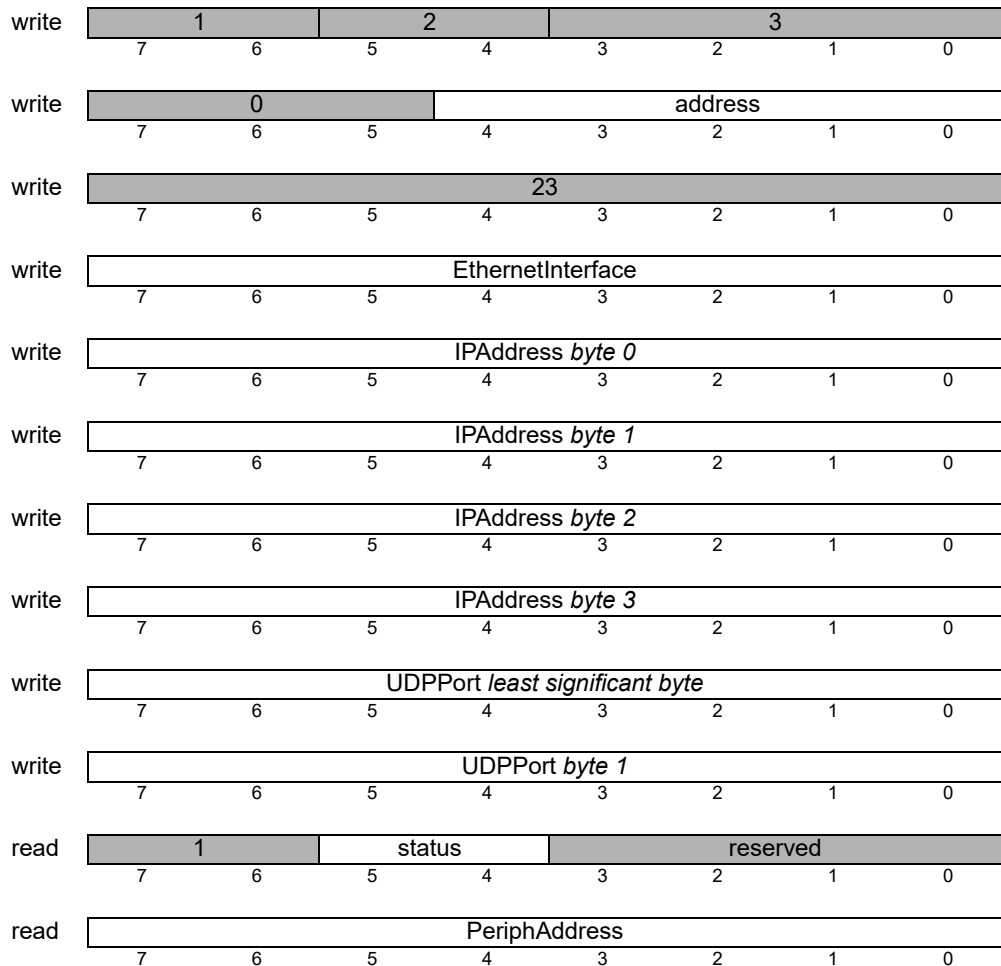 write 1 2 3
7 6 5 4 3 2 1 0
write 0 address
7 6 5 4 3 2 1 0
write 23
7 6 5 4 3 2 1 0
write EthernetInterface
7 6 5 4 3 2 1 0
write IPAddress byte 0
7 6 5 4 3 2 1 0
write IPAddress byte 1
7 6 5 4 3 2 1 0
write IPAddress byte 2
7 6 5 4 3 2 1 0
write IPAddress byte 3
7 6 5 4 3 2 1 0
write UDPPort least significant byte
7 6 5 4 3 2 1 0
write UDPPort byte 1
7 6 5 4 3 2 1 0
read 1 status reserved
7 6 5 4 3 2 1 0
read PeriphAddress
7 6 5 4 3 2 1 0